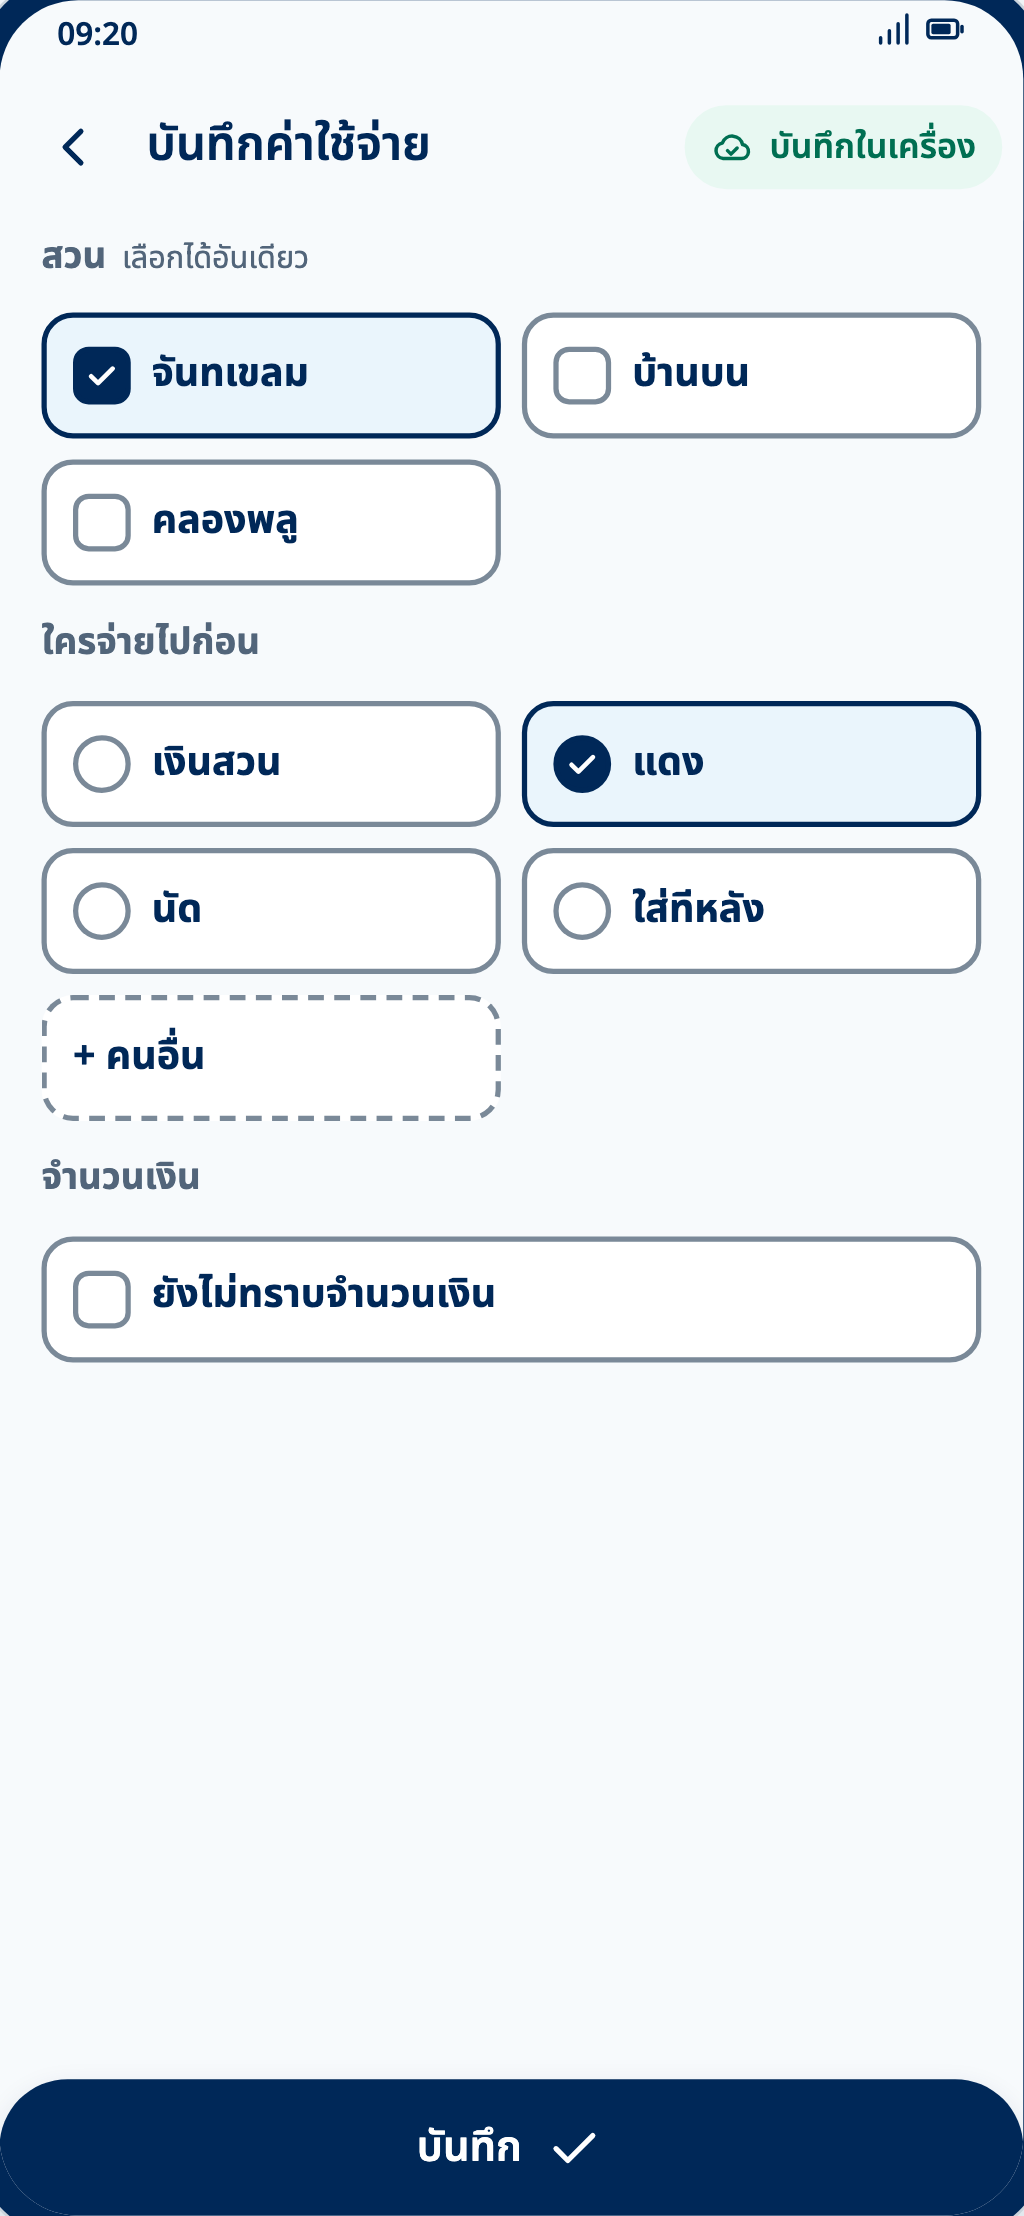 09:20
บันทึกค่าใช้จ่าย
บันทึกในเครื่อง
สวน เลือกได้อันเดียว
จันทเขลม
บ้านบน
คลองพลู
ใครจ่ายไปก่อน
เงินสวน
แดง
นัด
ใส่ทีหลัง
+ คนอื่น
จำนวนเงิน
ยังไม่ทราบจำนวนเงิน
บันทึก